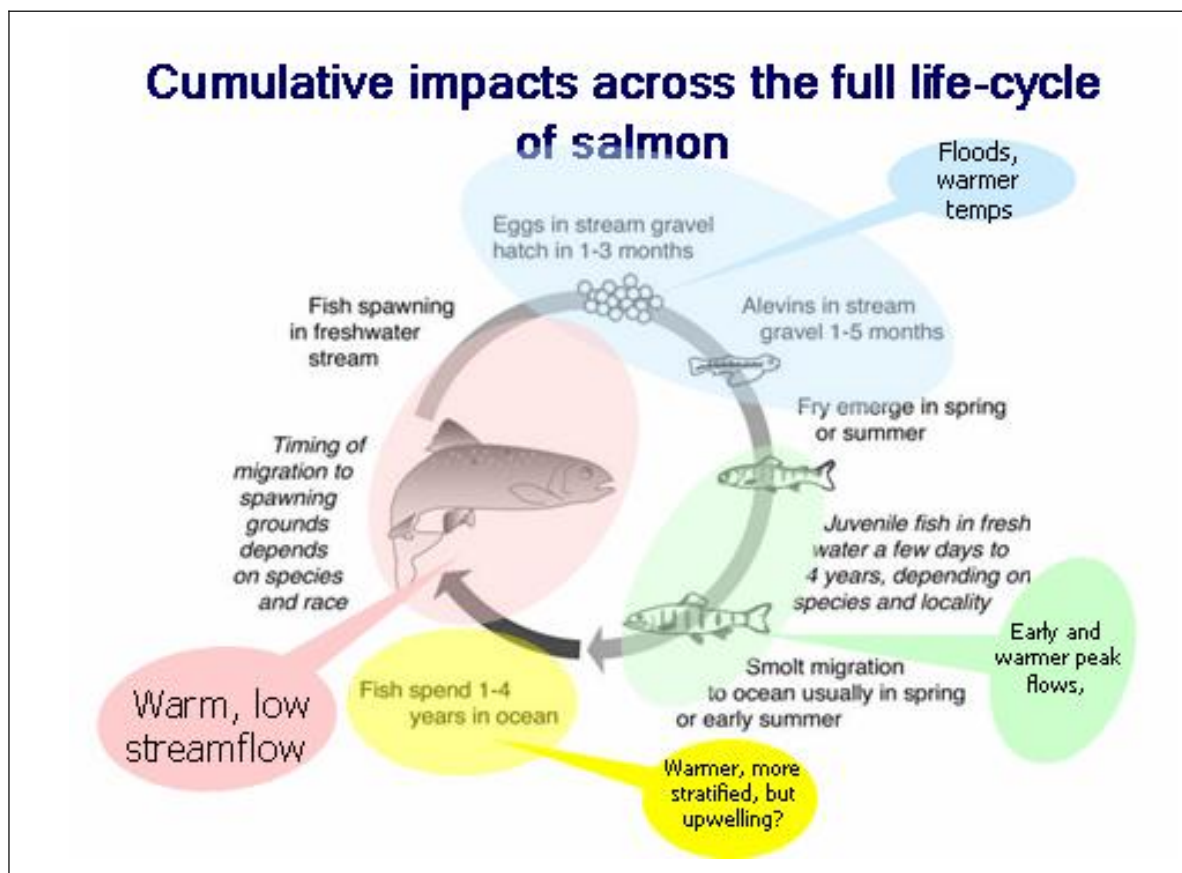 Cumulative impacts across the full life-cycle
of salmon
Floods,
warmer
temps
Eggs in stream gravel
hatch in 1-3 months
Alevins in stream
gravel 1-5 months
Fish spawning
in freshwater
stream
Fry emerge in spring
or summer
Timing of
migration to
spawning
grounds
depends
on species
and race
Juvenile fish in fresh
water a few days to
4 years, depending on
species and locality
Early and
warmer peak
flows,
Smolt migration
to ocean usually in spring
or early summer
Fish spend 1-4
years in ocean
Warm, low
streamflow
Warmer, more
stratified, but
upwelling?